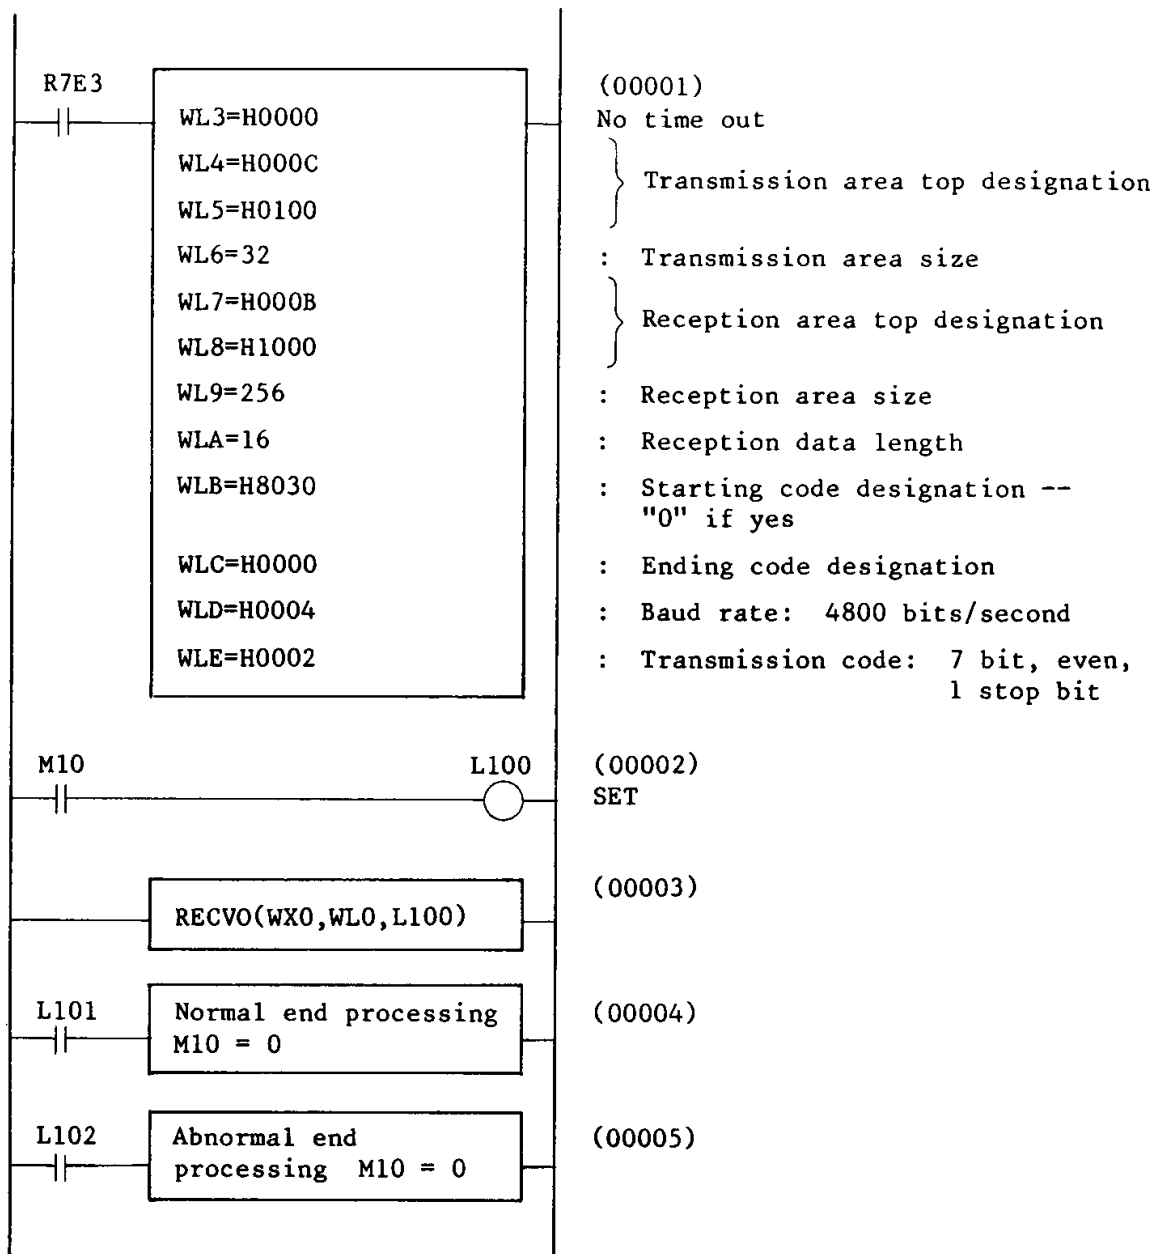 R7E3
(00001)
WL3=H0000
No time out
WL4=H000C
Transmission area top designation
WL5=H0100
WL6=32
: Transmission area size
WL7=H000B
Reception area top designation
WL8=H1000
WL9=256
: Reception area size
WLA=16
: Reception data length
WLB=H8030
: Starting code designation --
"0" if yes
WLC=H0000
: Ending code designation
WLD=H0004
: Baud rate: 4800 bits/second
WLE=H0002
: Transmission code: 7 bit, even,
1 stop bit
M10
L100
(00002)
SET
(00003)
RECV0(WX0,WL0,L100)
L101
Normal end processing
M10 = 0
(00004)
L102
Abnormal end
processing M10 = 0
(00005)